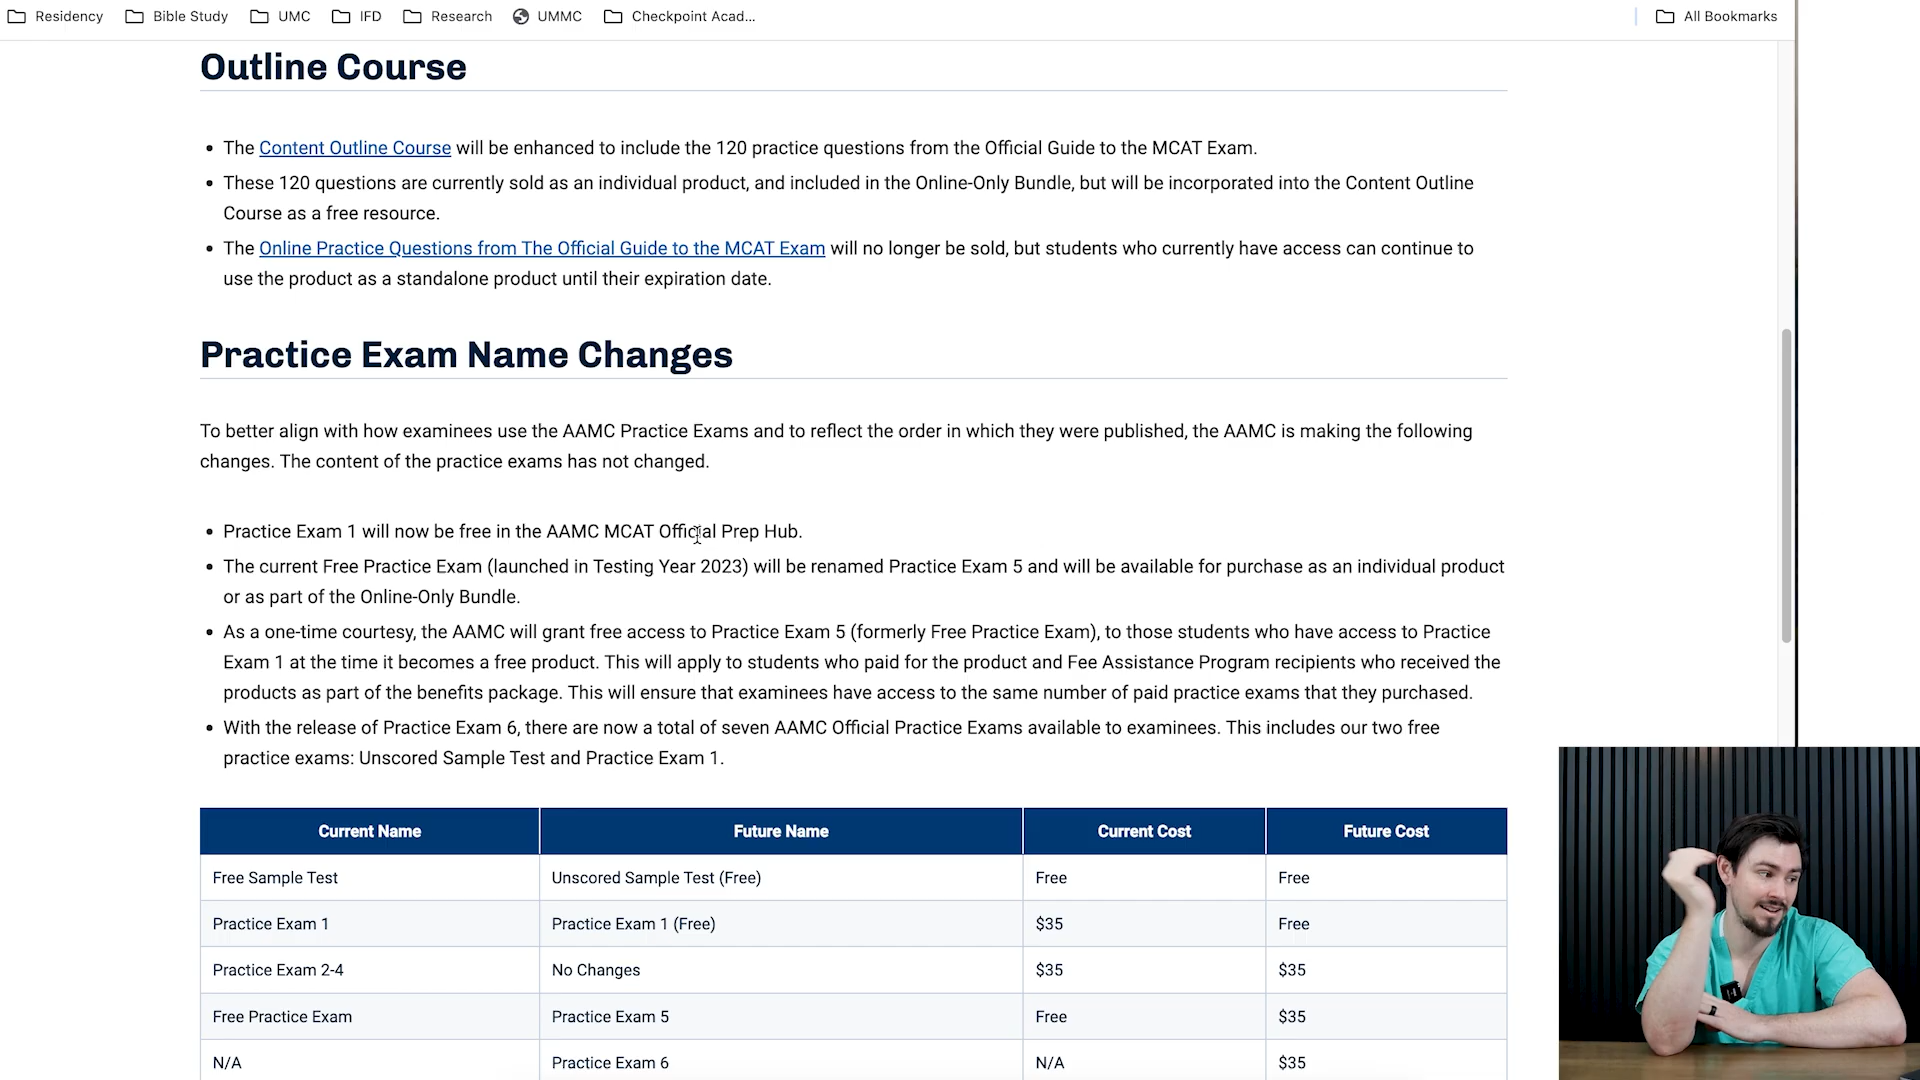 Residency Bible Study UMC IFD Research UMMC Checkpoint Acad... All Bookmarks
Outline Course
• The Content Outline Course will be enhanced to include the 120 practice questions from the Official Guide to the MCAT Exam.
• These 120 questions are currently sold as an individual product, and included in the Online-Only Bundle, but will be incorporated into the Content Outline
Course as a free resource.
• The Online Practice Questions from The Official Guide to the MCAT Exam will no longer be sold, but students who currently have access can continue to
use the product as a standalone product until their expiration date.
Practice Exam Name Changes
To better align with how examinees use the AAMC Practice Exams and to reflect the order in which they were published, the AAMC is making the following
changes. The content of the practice exams has not changed.
• Practice Exam 1 will now be free in the AAMC MCAT Official Prep Hub.
• The current Free Practice Exam (launched in Testing Year 2023) will be renamed Practice Exam 5 and will be available for purchase as an individual product
or as part of the Online-Only Bundle.
• As a one-time courtesy, the AAMC will grant free access to Practice Exam 5 (formerly Free Practice Exam), to those students who have access to Practice
Exam 1 at the time it becomes a free product. This will apply to students who paid for the product and Fee Assistance Program recipients who received the
products as part of the benefits package. This will ensure that examinees have access to the same number of paid practice exams that they purchased.
• With the release of Practice Exam 6, there are now a total of seven AAMC Official Practice Exams available to examinees. This includes our two free
practice exams: Unscored Sample Test and Practice Exam 1.
Current Name Future Name Current Cost Future Cost
Free Sample Test Unscored Sample Test (Free) Free Free
Practice Exam 1 Practice Exam 1 (Free) $35 Free
Practice Exam 2-4 No Changes $35 $35
Free Practice Exam Practice Exam 5 Free $35
N/A Practice Exam 6 N/A $35